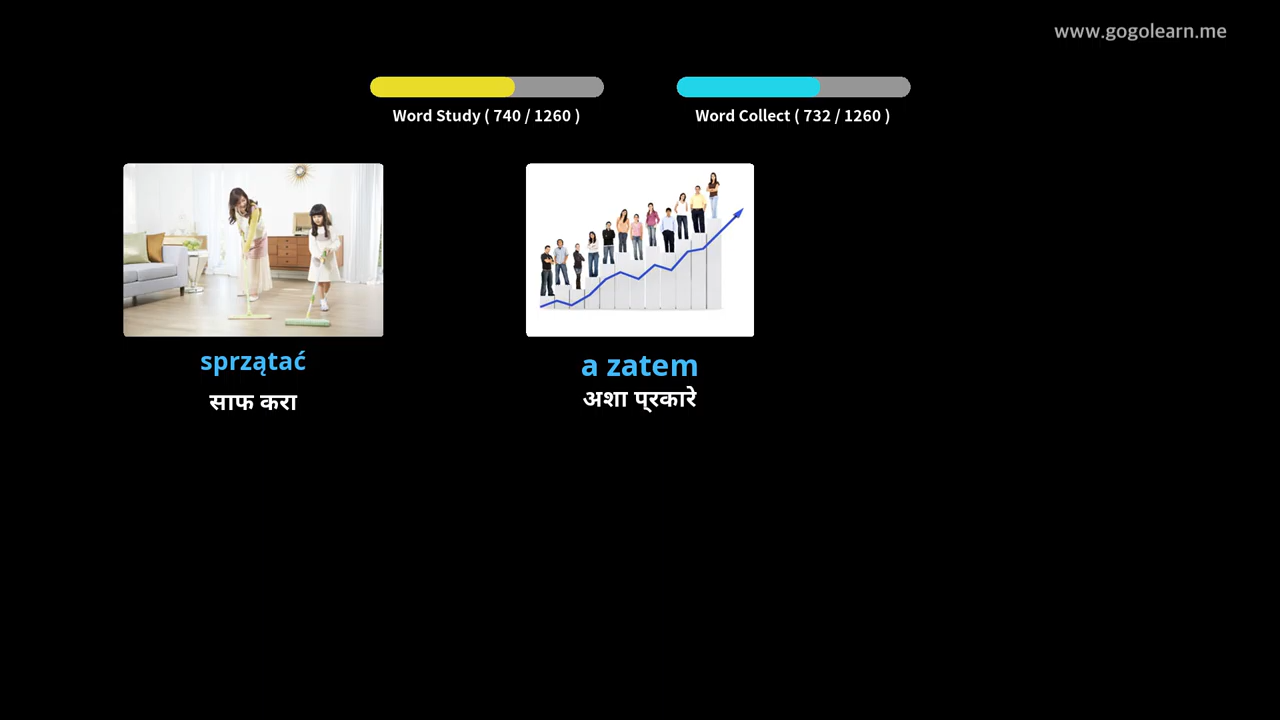 www.gogolearn.me
Word Study ( 740 / 1260 )
Word Collect ( 732 / 1260 )
sprzątać
साफ करा
a zatem
अशा प्रकारे